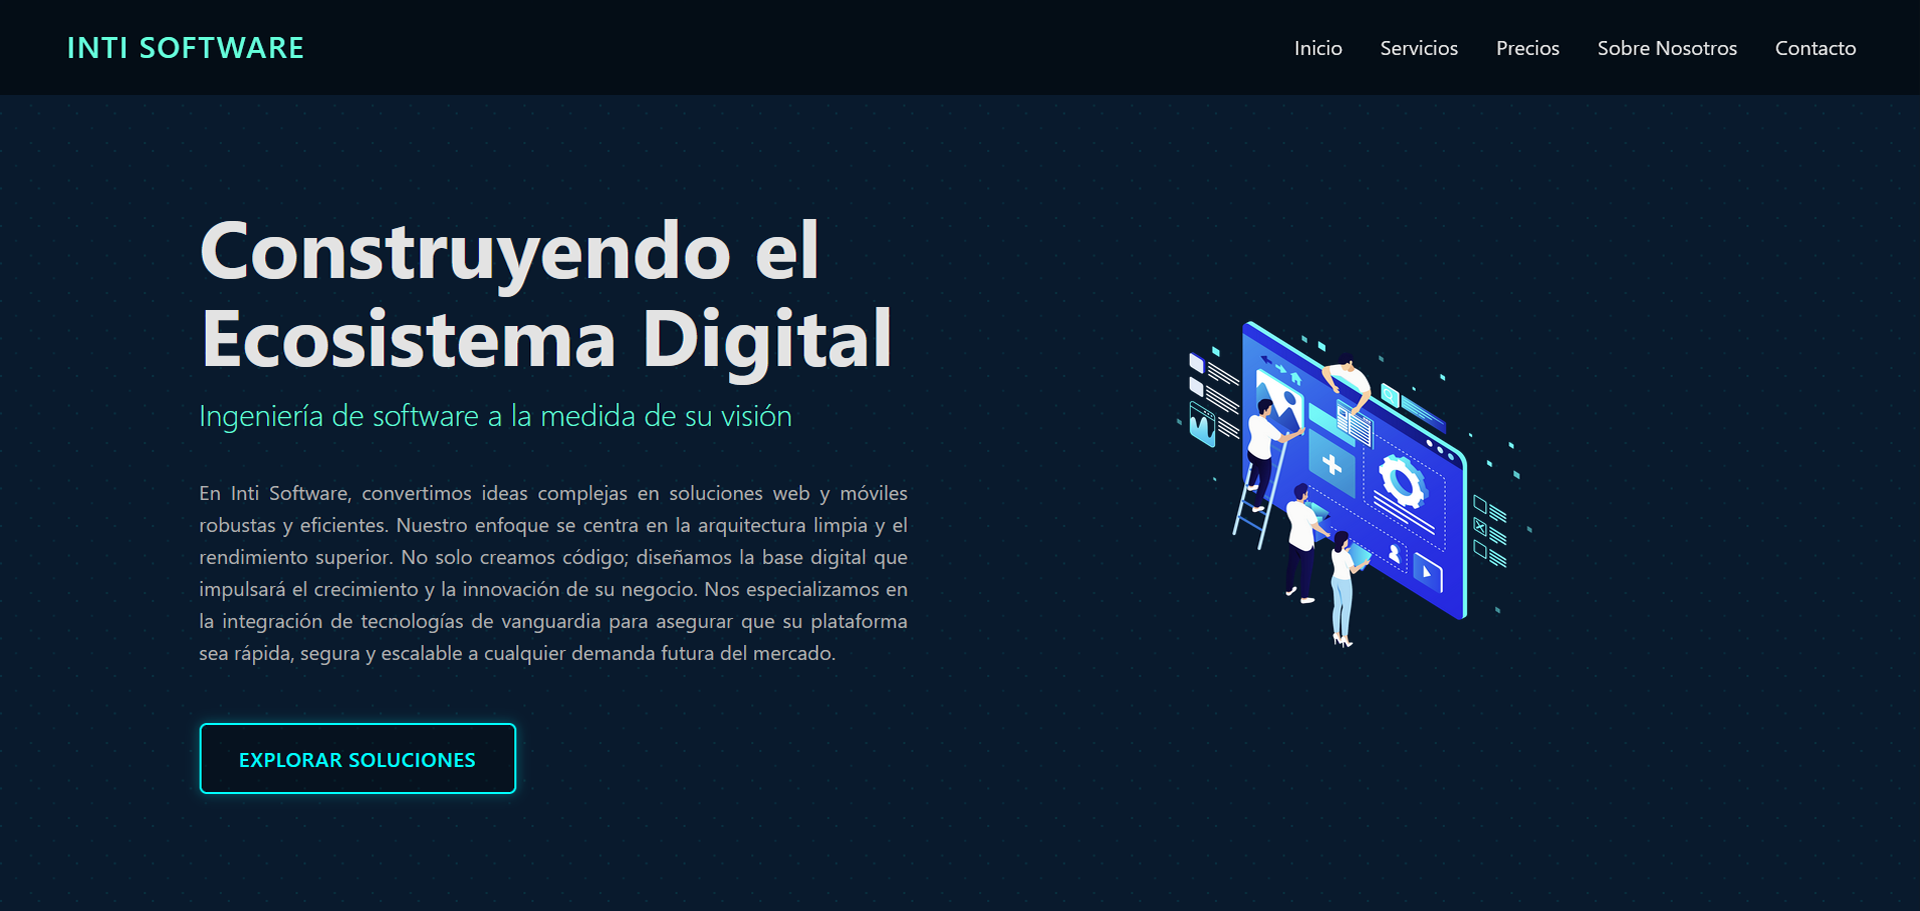 INTI SOFTWARE
Inicio Servicios Precios Sobre Nosotros Contacto
Construyendo el
Ecosistema Digital
Ingeniería de software a la medida de su visión
En Inti Software, convertimos ideas complejas en soluciones web y móviles
robustas y eficientes. Nuestro enfoque se centra en la arquitectura limpia y el
rendimiento superior. No solo creamos código; diseñamos la base digital que
impulsará el crecimiento y la innovación de su negocio. Nos especializamos en
la integración de tecnologías de vanguardia para asegurar que su plataforma
sea rápida, segura y escalable a cualquier demanda futura del mercado.
EXPLORAR SOLUCIONES